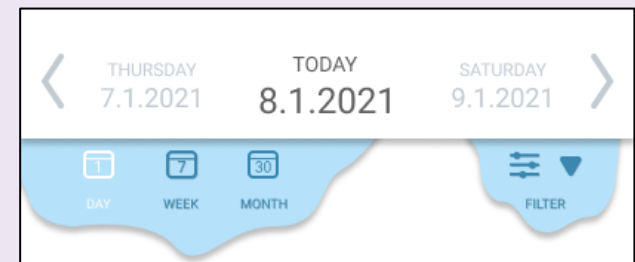 THURSDAY
7.1.2021
TODAY
8.1.2021
SATURDAY
9.1.2021
1
DAY
7
WEEK
30
MONTH
FILTER